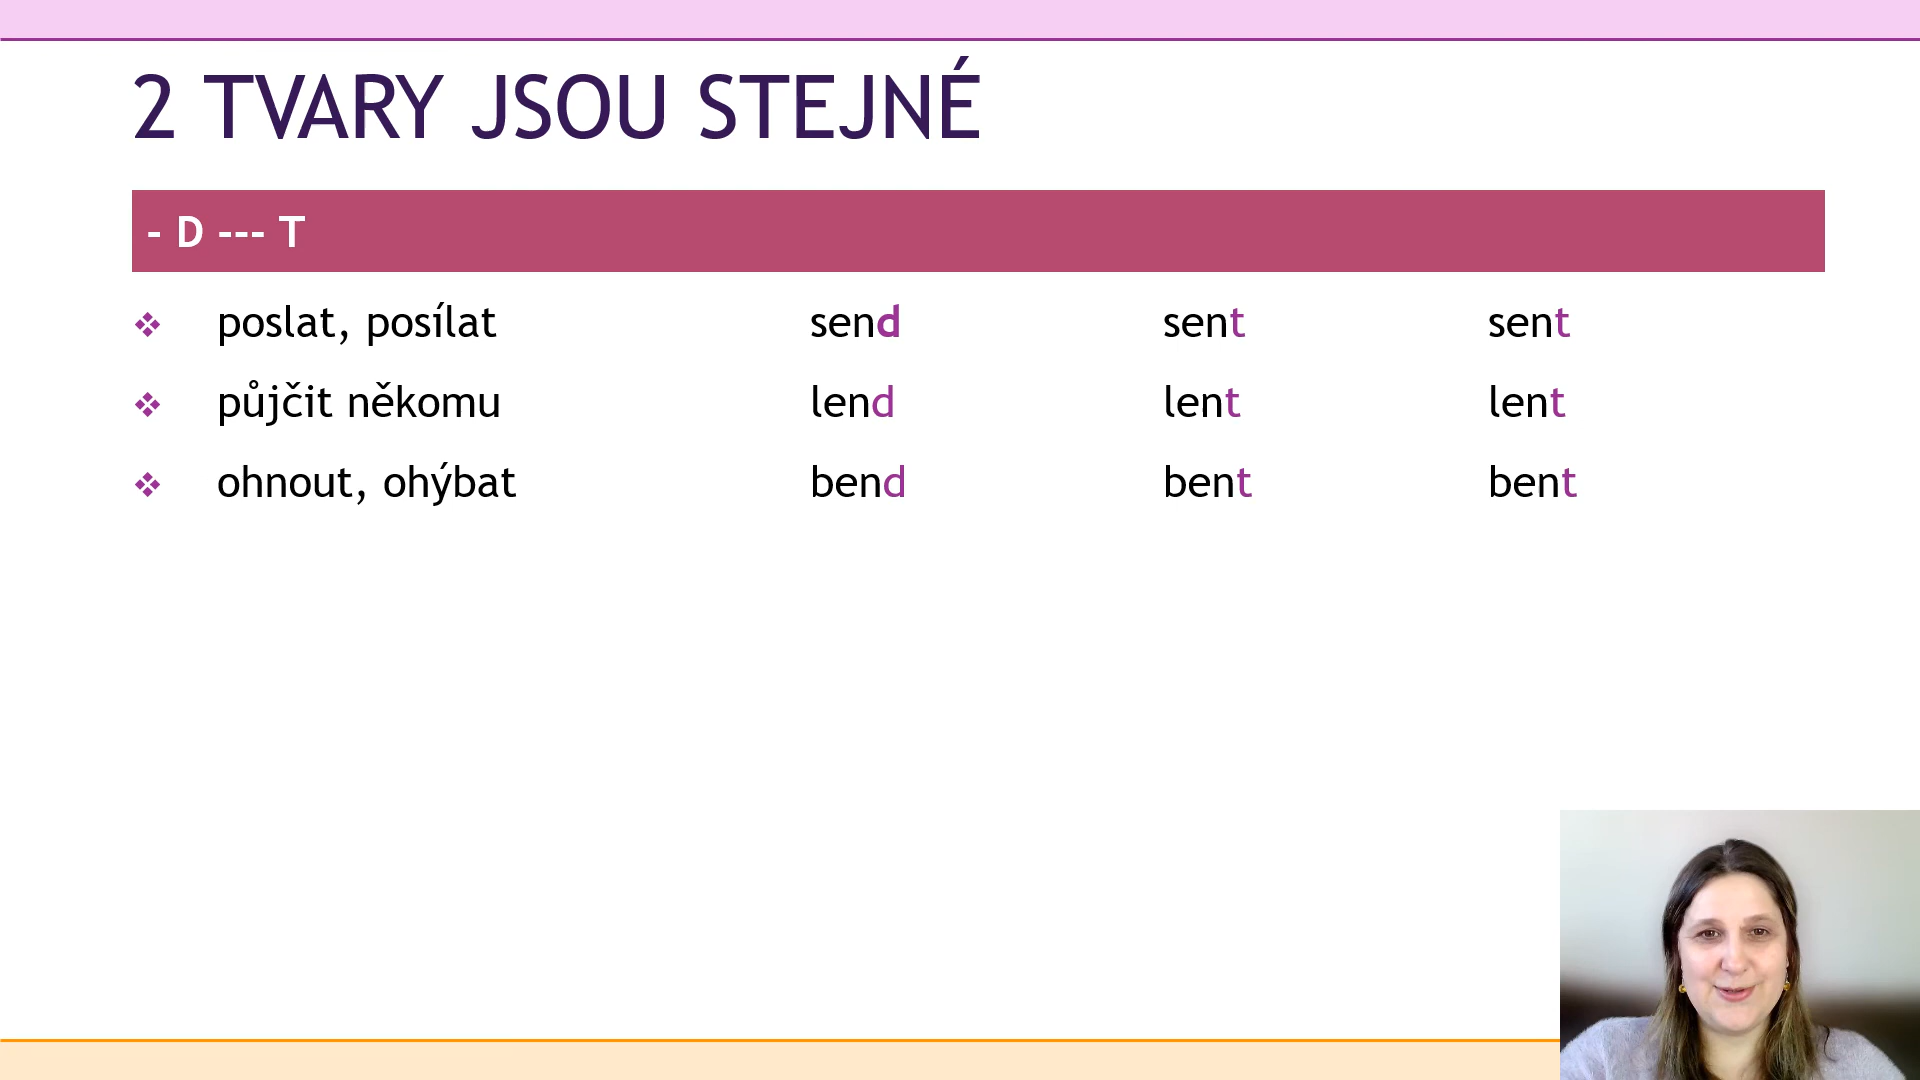 2 TVARY JSOU STEJNÉ
- D --- T
poslat, posílat send sent sent
půjčit někomu lend lent lent
ohnout, ohýbat bend bent bent